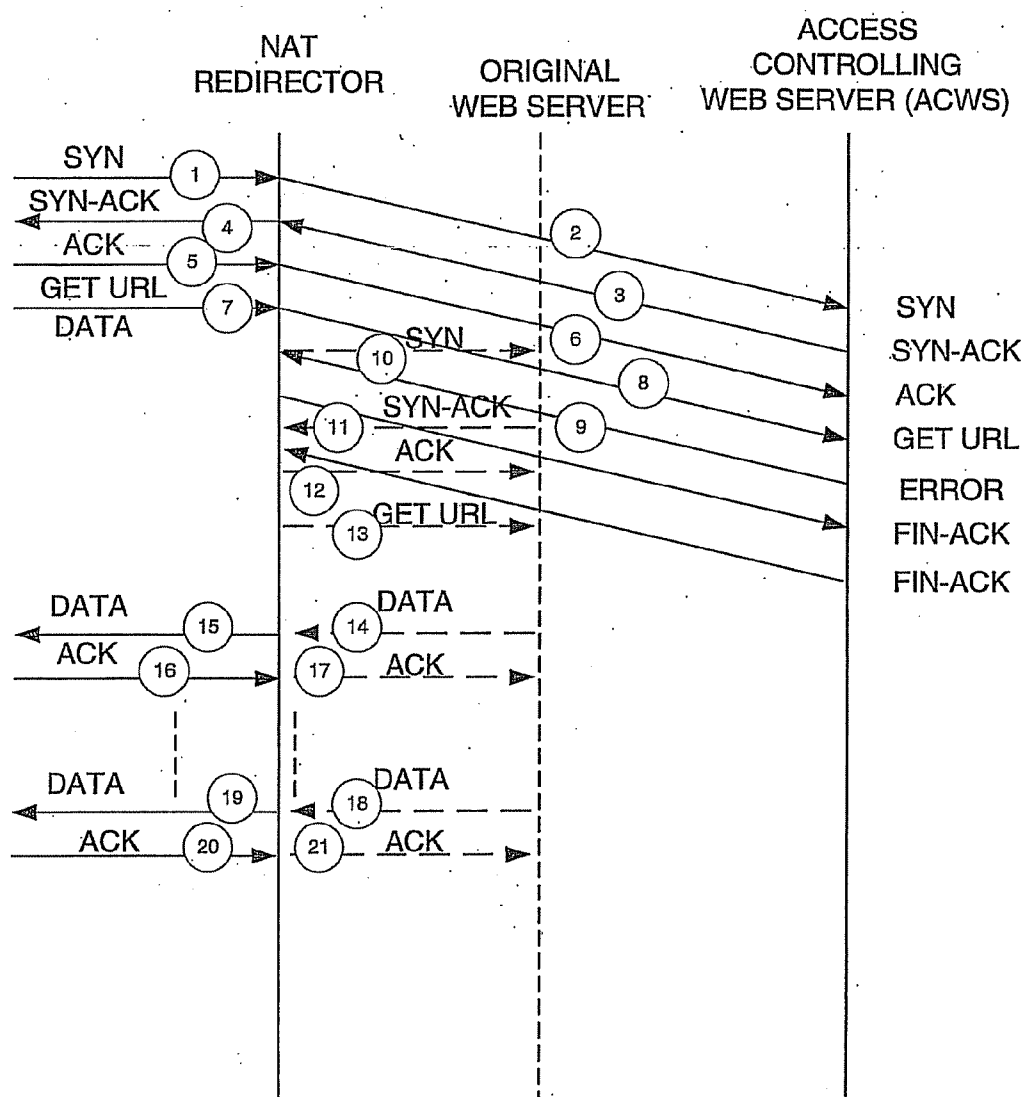 NAT
REDIRECTOR
ORIGINAL
WEB SERVER
ACCESS
CONTROLLING
WEB SERVER (ACWS)
SYN
1
SYN-ACK
4
2
ACK
5
3
GET URL
7
DATA
SYN
SYN
10
6
SYN-ACK
8
ACK
SYN-ACK
11
9
GET URL
ACK
12
ERROR
GET URL
13
FIN-ACK
FIN-ACK
DATA
15
DATA
14
ACK
16
17
ACK
DATA
19
DATA
18
ACK
20
21
ACK